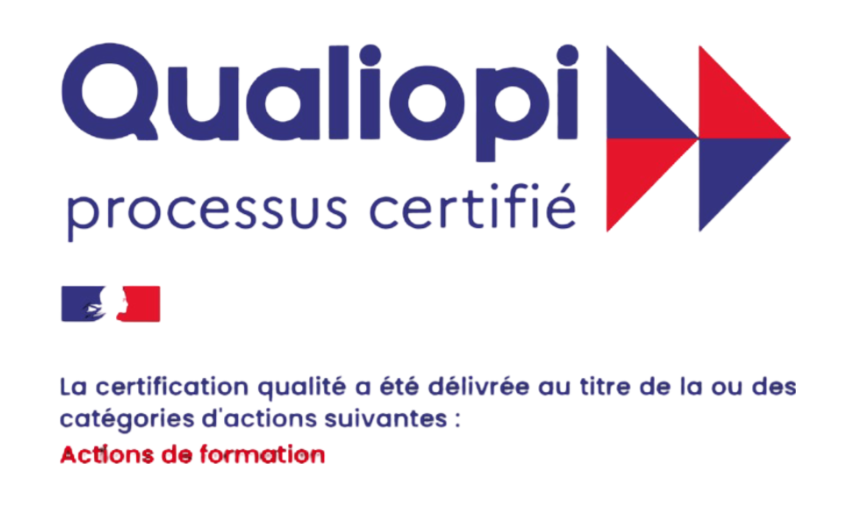 Qualiopi
processus certifié
La certification qualité a été délivrée au titre de la ou des
catégories d'actions suivantes :
Actions de formation